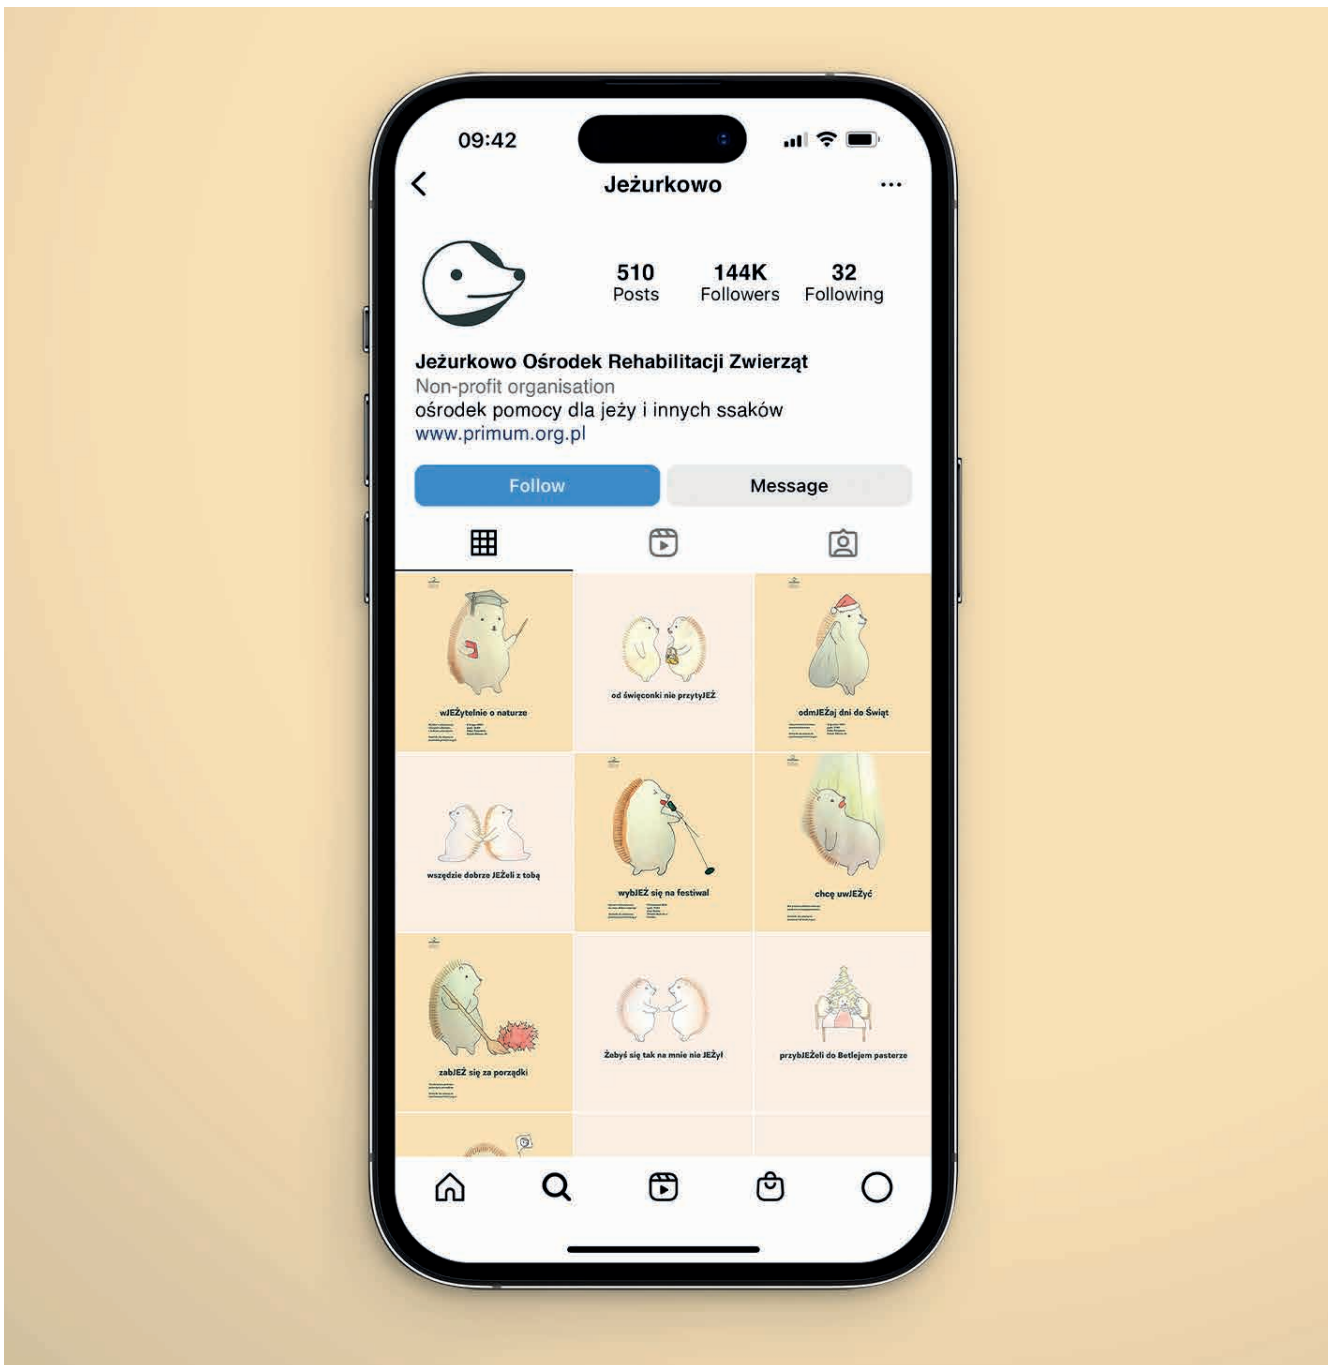 09:42
Jeżurkowo
510 144K 32
Posts Followers Following
Jeżurkowo Ośrodek Rehabilitacji Zwierząt
Non-profit organisation
ośrodek pomocy dla jeży i innych ssaków
www.primum.org.pl
Follow Message
wJEŻytelnie o naturze
od święconki nie przytyJEŻ
odmJEŻaj dni do Świąt
wszędzie dobrze JEŻeli z tobą
wybJEŻ się na festiwal
chcę uwJEŻyć
zabJEŻ się za porządki
Żebyś się tak na mnie nie JEŻył
przybJEŻeli do Betlejem pasterze